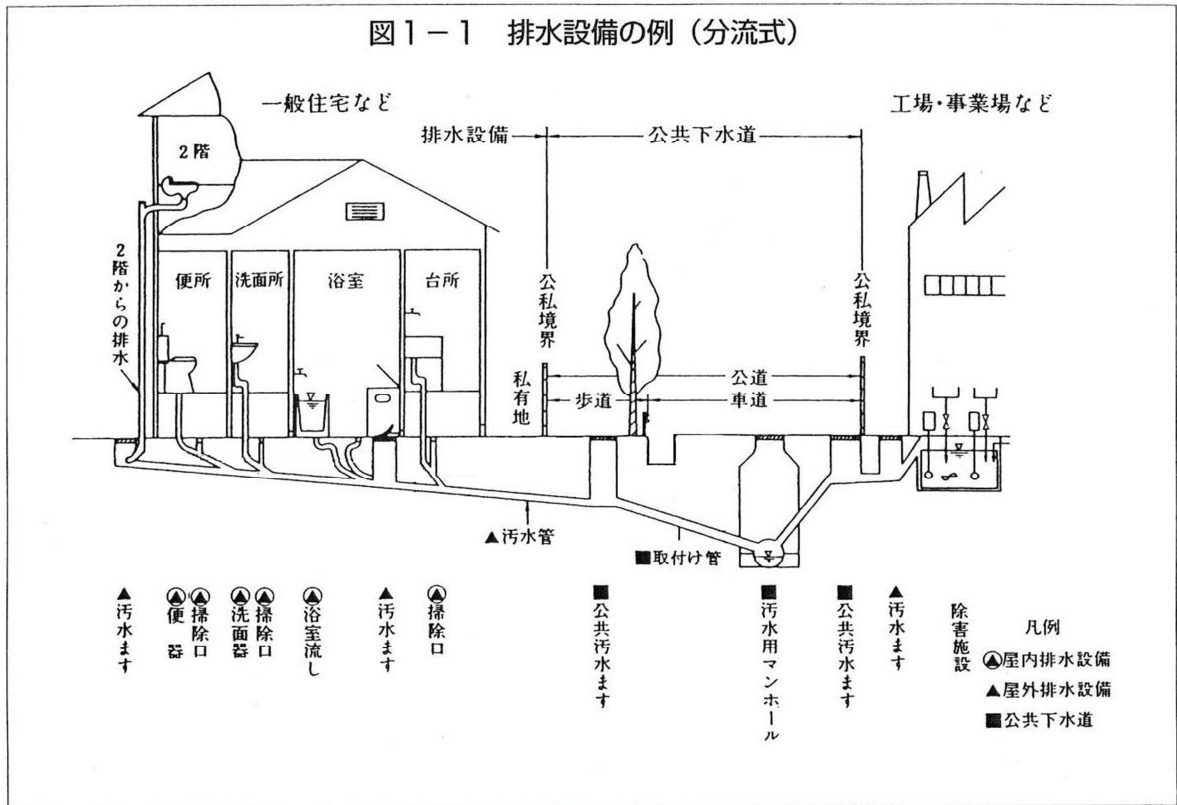 図1-1 排水設備の例(分流式)
一般住宅など
工場・事業場など
排水設備
公共下水道
2階
2階からの排水
便所
洗面所
浴室
台所
公私境界
公私境界
私有地
公道
歩道
車道
▲汚水管
■取付け管
▲汚水ます
便器
掃除口
洗面器
掃除口
浴室流し
▲汚水ます
掃除口
■公共汚水ます
■汚水用マンホール
■公共汚水ます
▲汚水ます
除害施設
凡例
屋内排水設備
▲屋外排水設備
■公共下水道